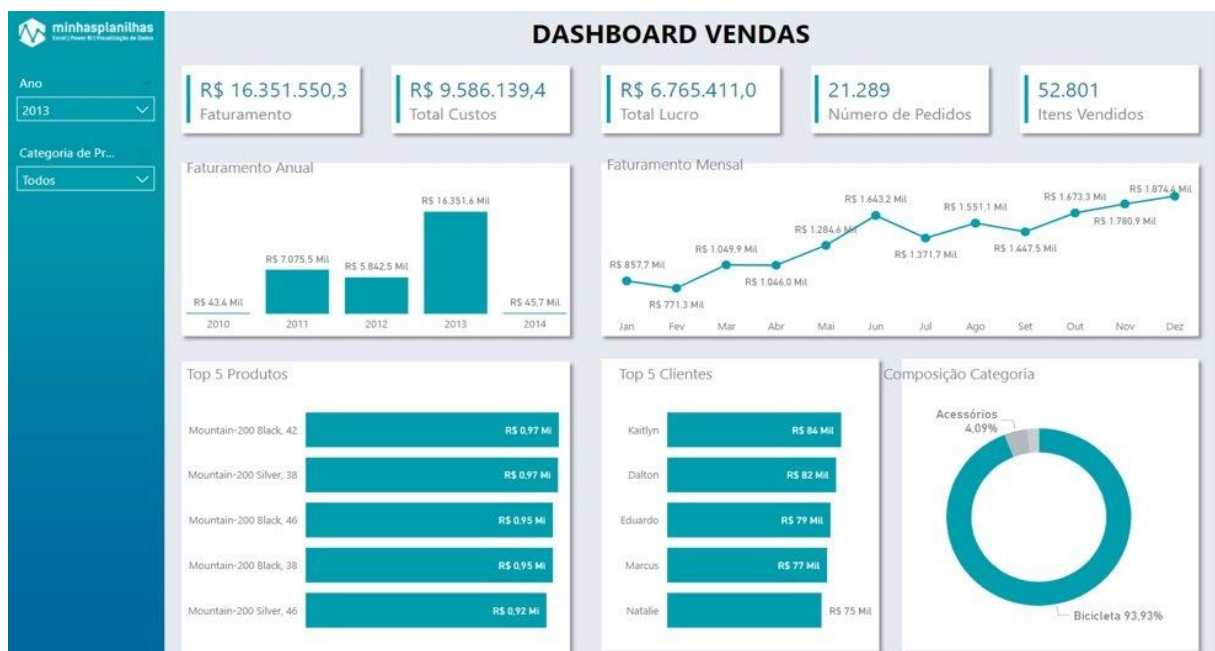 minhasplanilhas
Excel | Power BI | Visualização de Dados
DASHBOARD VENDAS
Ano
2013
Categoria de Pr...
Todos
R$ 16.351.550,3
Faturamento
R$ 9.586.139,4
Total Custos
R$ 6.765.411,0
Total Lucro
21.289
Número de Pedidos
52.801
Itens Vendidos
Faturamento Anual
R$ 43,4 Mil
R$ 7.075,5 Mil
R$ 5.842,5 Mil
R$ 16.351,6 Mil
R$ 45,7 Mil
2010 2011 2012 2013 2014
Faturamento Mensal
R$ 857,7 Mil
R$ 771,3 Mil
R$ 1.049,9 Mil
R$ 1.046,0 Mil
R$ 1.284,6 Mil
R$ 1.643,2 Mil
R$ 1.371,7 Mil
R$ 1.551,1 Mil
R$ 1.447,5 Mil
R$ 1.673,3 Mil
R$ 1.780,9 Mil
R$ 1.874,4 Mil
Jan Fev Mar Abr Mai Jun Jul Ago Set Out Nov Dez
Top 5 Produtos
Mountain-200 Black, 42 R$ 0,97 Mi
Mountain-200 Silver, 38 R$ 0,97 Mi
Mountain-200 Black, 46 R$ 0,95 Mi
Mountain-200 Black, 38 R$ 0,95 Mi
Mountain-200 Silver, 46 R$ 0,92 Mi
Top 5 Clientes
Kaitlyn R$ 84 Mil
Dalton R$ 82 Mil
Eduardo R$ 79 Mil
Marcus R$ 77 Mil
Natalie R$ 75 Mil
Composição Categoria
Acessórios
4,09%
Bicicleta 93,93%